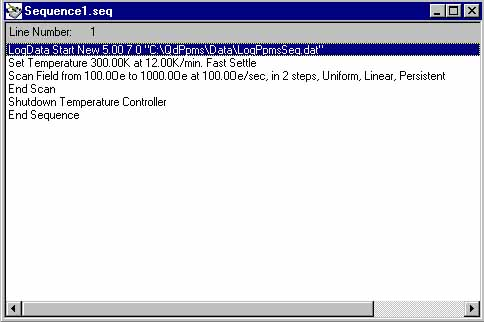 Sequence1.seq
Line Number: 1
LogData Start New 5.00 7 0 "C:\QdPpms\Data\LogPpmsSeq.dat"
Set Temperature 300.00K at 12.00K/min. Fast Settle
Scan Field from 100.0Oe to 1000.0Oe at 100.0Oe/sec, in 2 steps, Uniform, Linear, Persistent
End Scan
Shutdown Temperature Controller
End Sequence